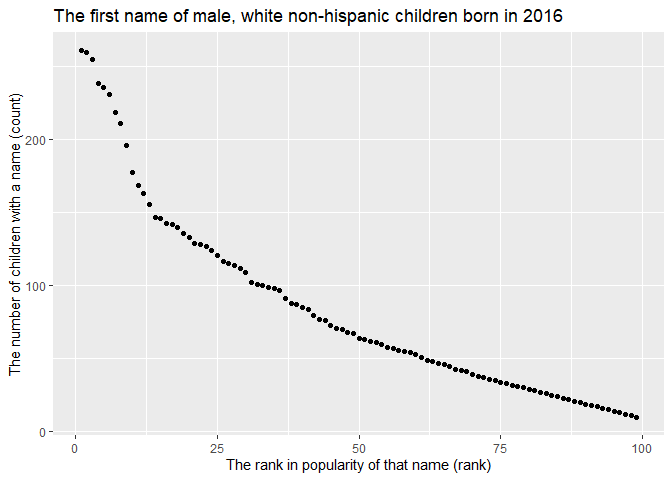 The first name of male, white non-hispanic children born in 2016
The number of children with a name (count)
200
100
0
0
25
50
75
100
The rank in popularity of that name (rank)